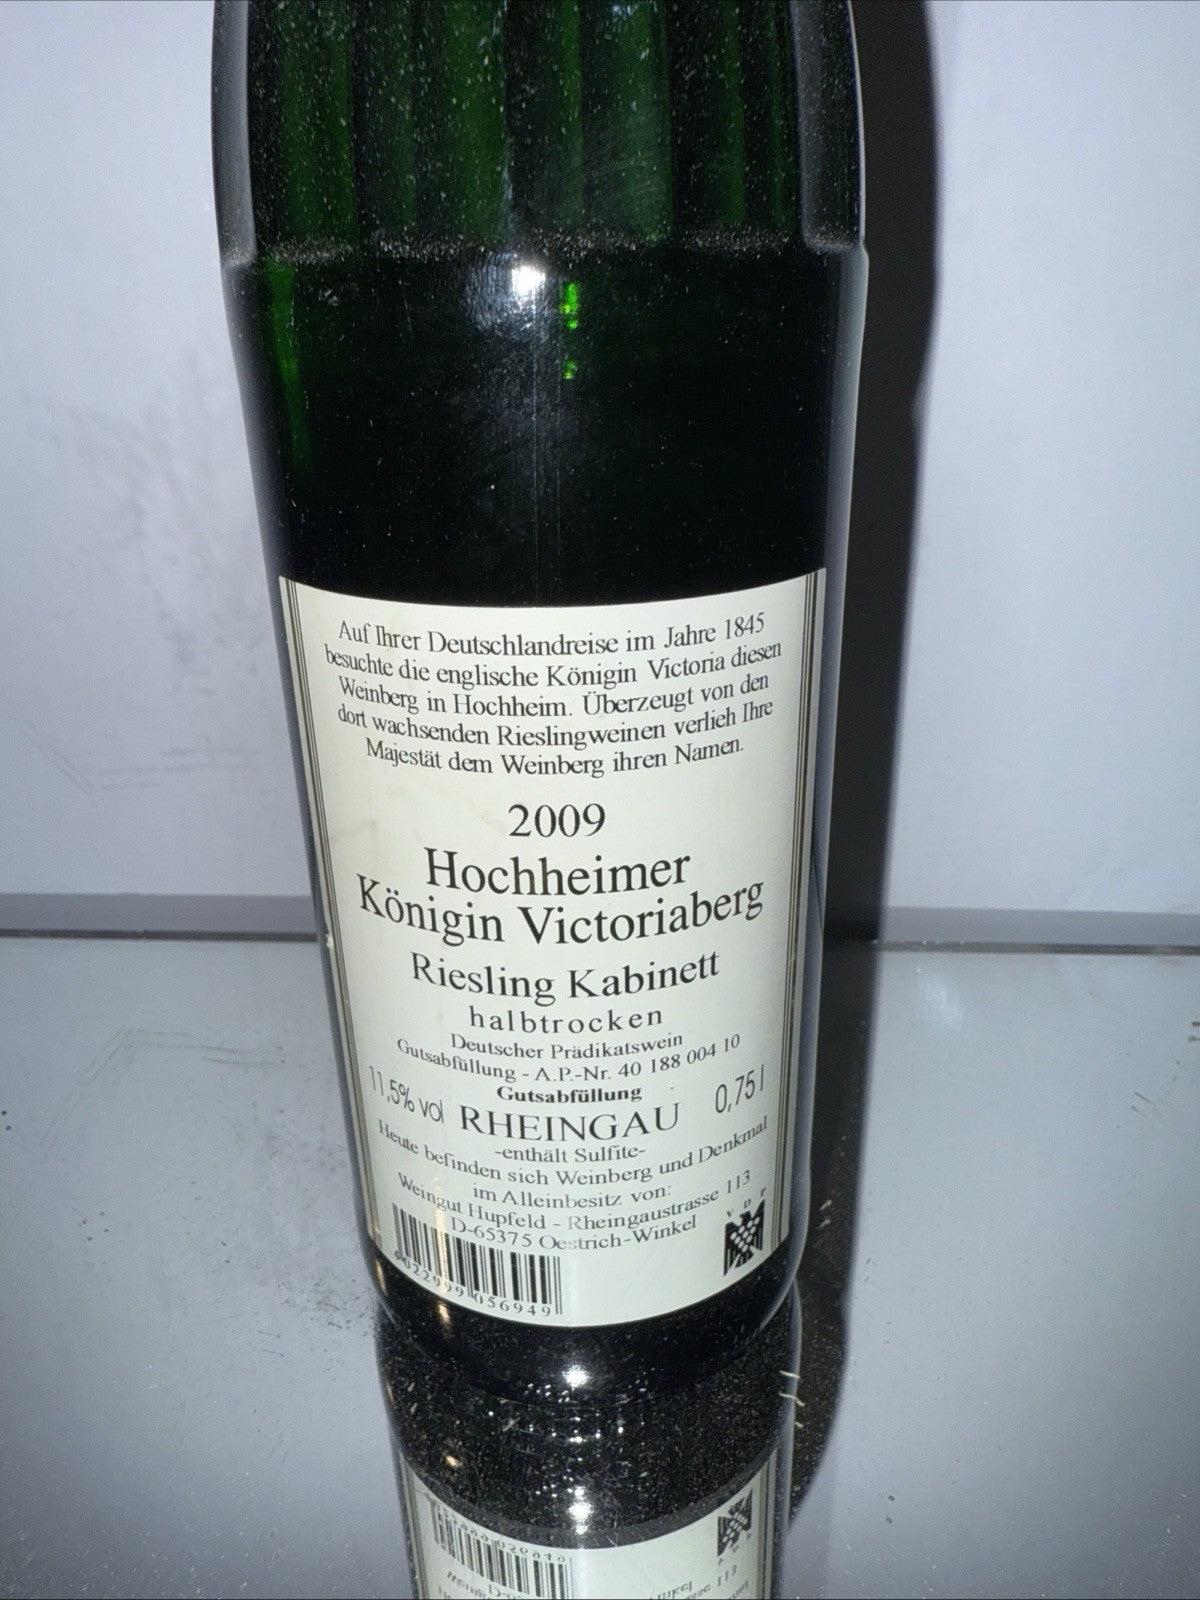 Auf Ihrer Deutschlandreise im Jahre 1845
besuchte die englische Königin Victoria diesen
Weinberg in Hochheim. Überzeugt von den
dort wachsenden Rieslingweinen verlieh Ihre
Majestät dem Weinberg ihren Namen.
2009
Hochheimer
Königin Victoriaberg
Riesling Kabinett
halbtrocken
Deutscher Prädikatswein
Gutsabfüllung - A.P.-Nr. 40 188 004 10
Gutsabfüllung
11,5% vol RHEINGAU 0,75 l
-enthält Sulfite-
Heute befinden sich Weinberg und Denkmal
im Alleinbesitz von:
Weingut Hupfeld - Rheingaustrasse 113
D-65375 Oestrich-Winkel
V D P
4 022999 056949